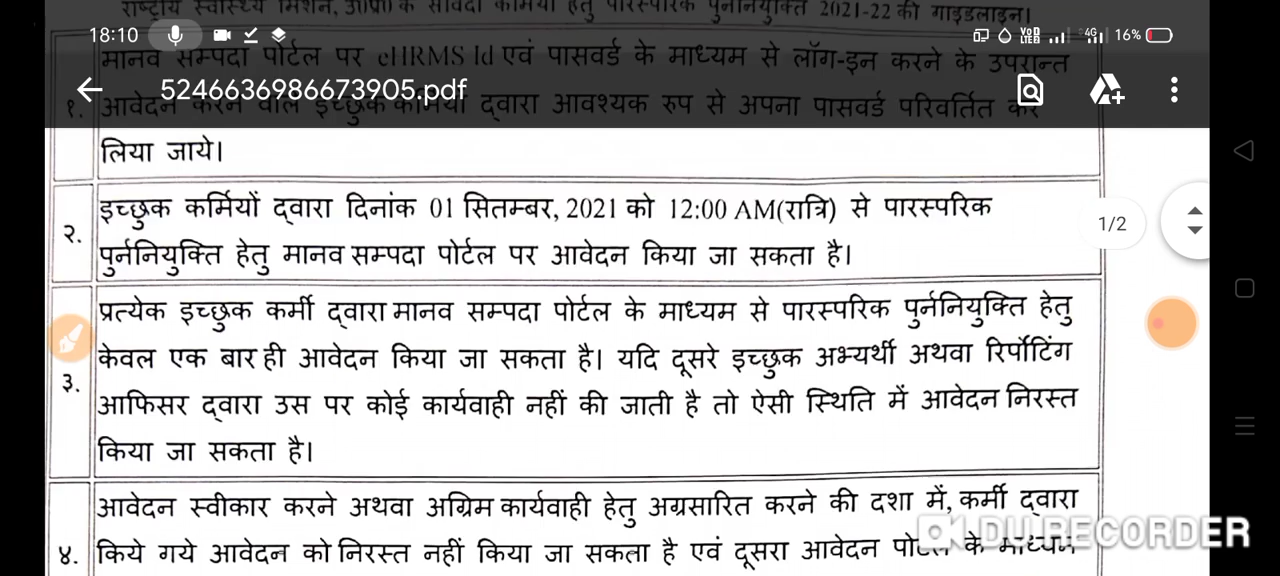 राष्ट्रीय स्वास्थ्य मिशन, उ0प्र0 के संविदा कर्मियों हेतु पारस्परिक पुर्ननियुक्ति 2021-22 की गाइडलाइन।
18:10
VoLTE 4G 16%
मानव सम्पदा पोर्टल पर eHRMS Id एवं पासवर्ड के माध्यम से लॉग-इन करने के उपरान्त
5246636986673905.pdf
१. आवेदन करने वाले इच्छुक कर्मियों द्वारा आवश्यक रुप से अपना पासवर्ड परिवर्तित कर
लिया जाये।
इच्छुक कर्मियों द्वारा दिनांक 01 सितम्बर, 2021 को 12:00 AM(रात्रि) से पारस्परिक
1/2
२.
पुर्ननियुक्ति हेतु मानव सम्पदा पोर्टल पर आवेदन किया जा सकता है।
प्रत्येक इच्छुक कर्मी द्वारा मानव सम्पदा पोर्टल के माध्यम से पारस्परिक पुर्ननियुक्ति हेतु
केवल एक बार ही आवेदन किया जा सकता है। यदि दूसरे इच्छुक अभ्यर्थी अथवा रिर्पोटिंग
३.
आफिसर द्वारा उस पर कोई कार्यवाही नहीं की जाती है तो ऐसी स्थिति में आवेदन निरस्त
किया जा सकता है।
आवेदन स्वीकार करने अथवा अग्रिम कार्यवाही हेतु अग्रसारित करने की दशा में, कर्मी द्वारा
DU RECORDER
४. किये गये आवेदन को निरस्त नहीं किया जा सकता है एवं दूसरा आवेदन पोर्टल के माध्यम